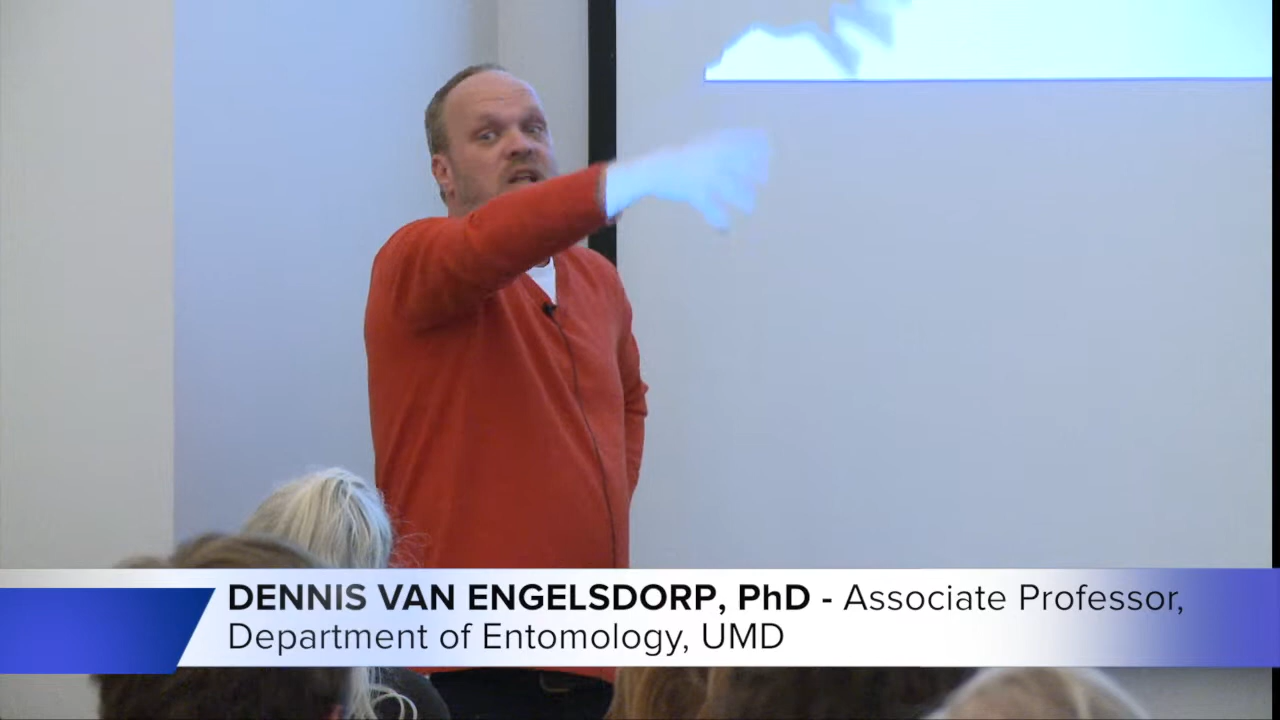 DENNIS VAN ENGELSDORP, PhD - Associate Professor,
Department of Entomology, UMD